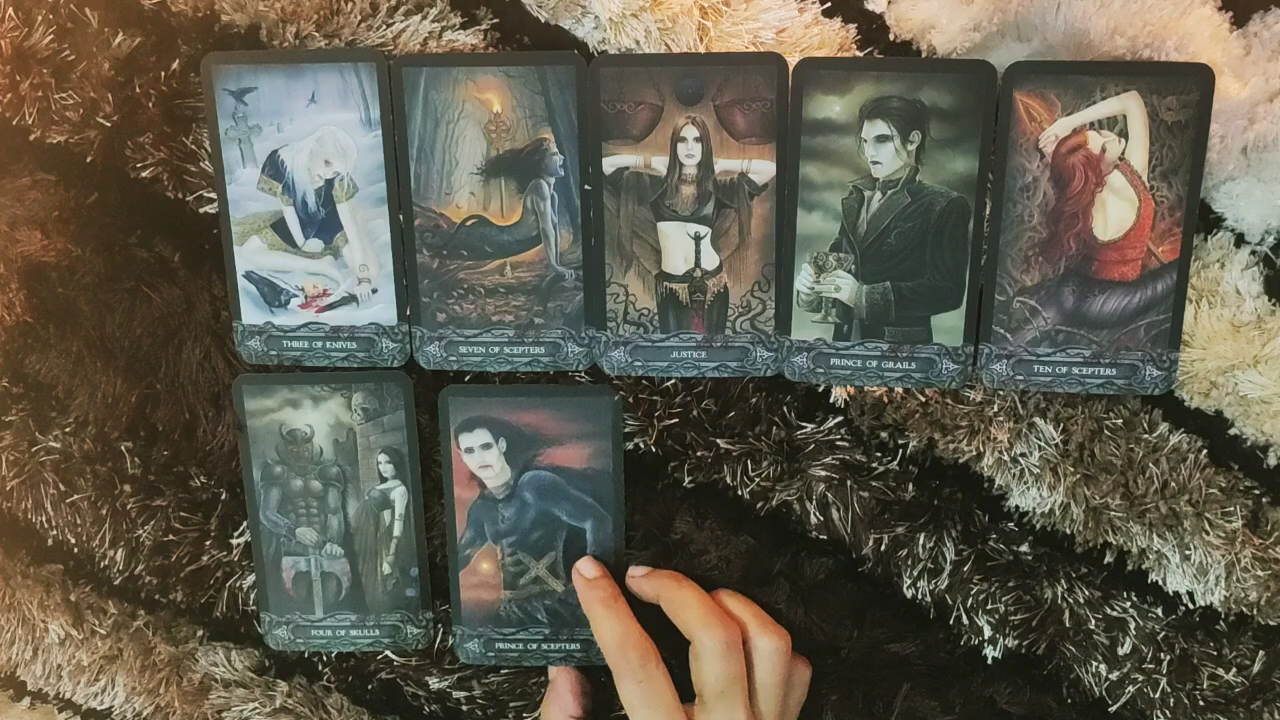 THREE OF KNIVES
SEVEN OF SCEPTERS
JUSTICE
PRINCE OF GRAILS
TEN OF SCEPTERS
FOUR OF SKULLS
PRINCE OF SCEPTERS